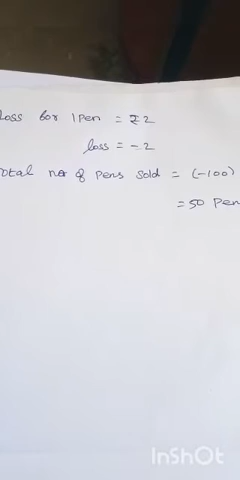 loss for 1 Pen = ₹2
loss = -2
total no of pens sold = (-100)
= 50 Pen
InShOt